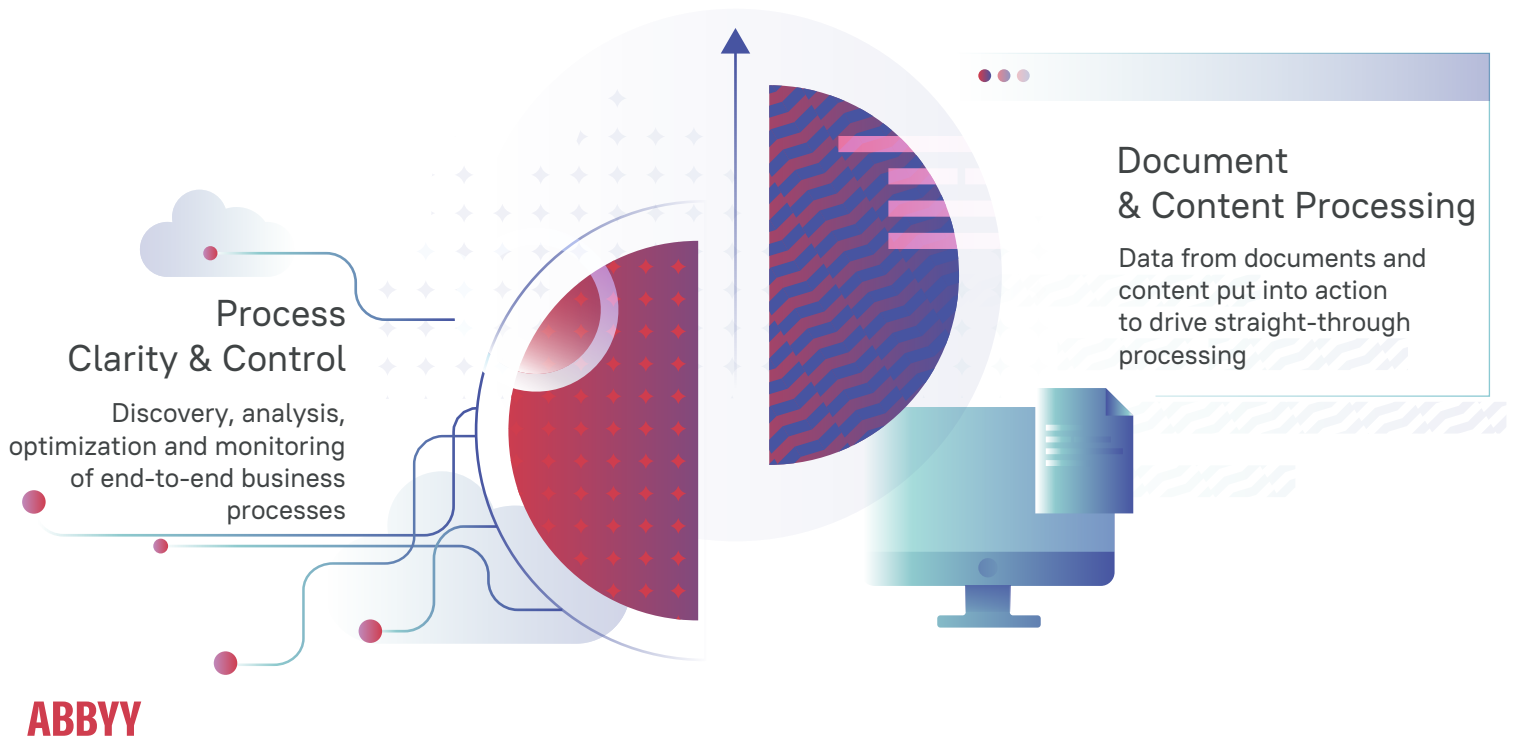 Process
Clarity & Control
Discovery, analysis,
optimization and monitoring
of end-to-end business
processes
Document
& Content Processing
Data from documents and
content put into action
to drive straight-through
processing
ABBYY